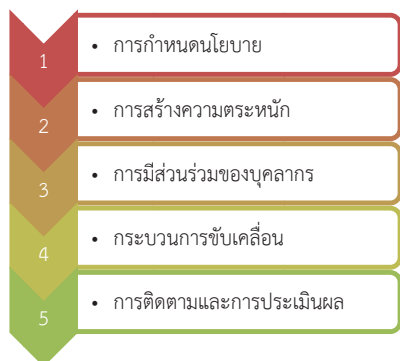 1 • การกำหนดนโยบาย
2 • การสร้างความตระหนัก
3 • การมีส่วนร่วมของบุคลากร
4 • กระบวนการขับเคลื่อน
5 • การติดตามและการประเมินผล